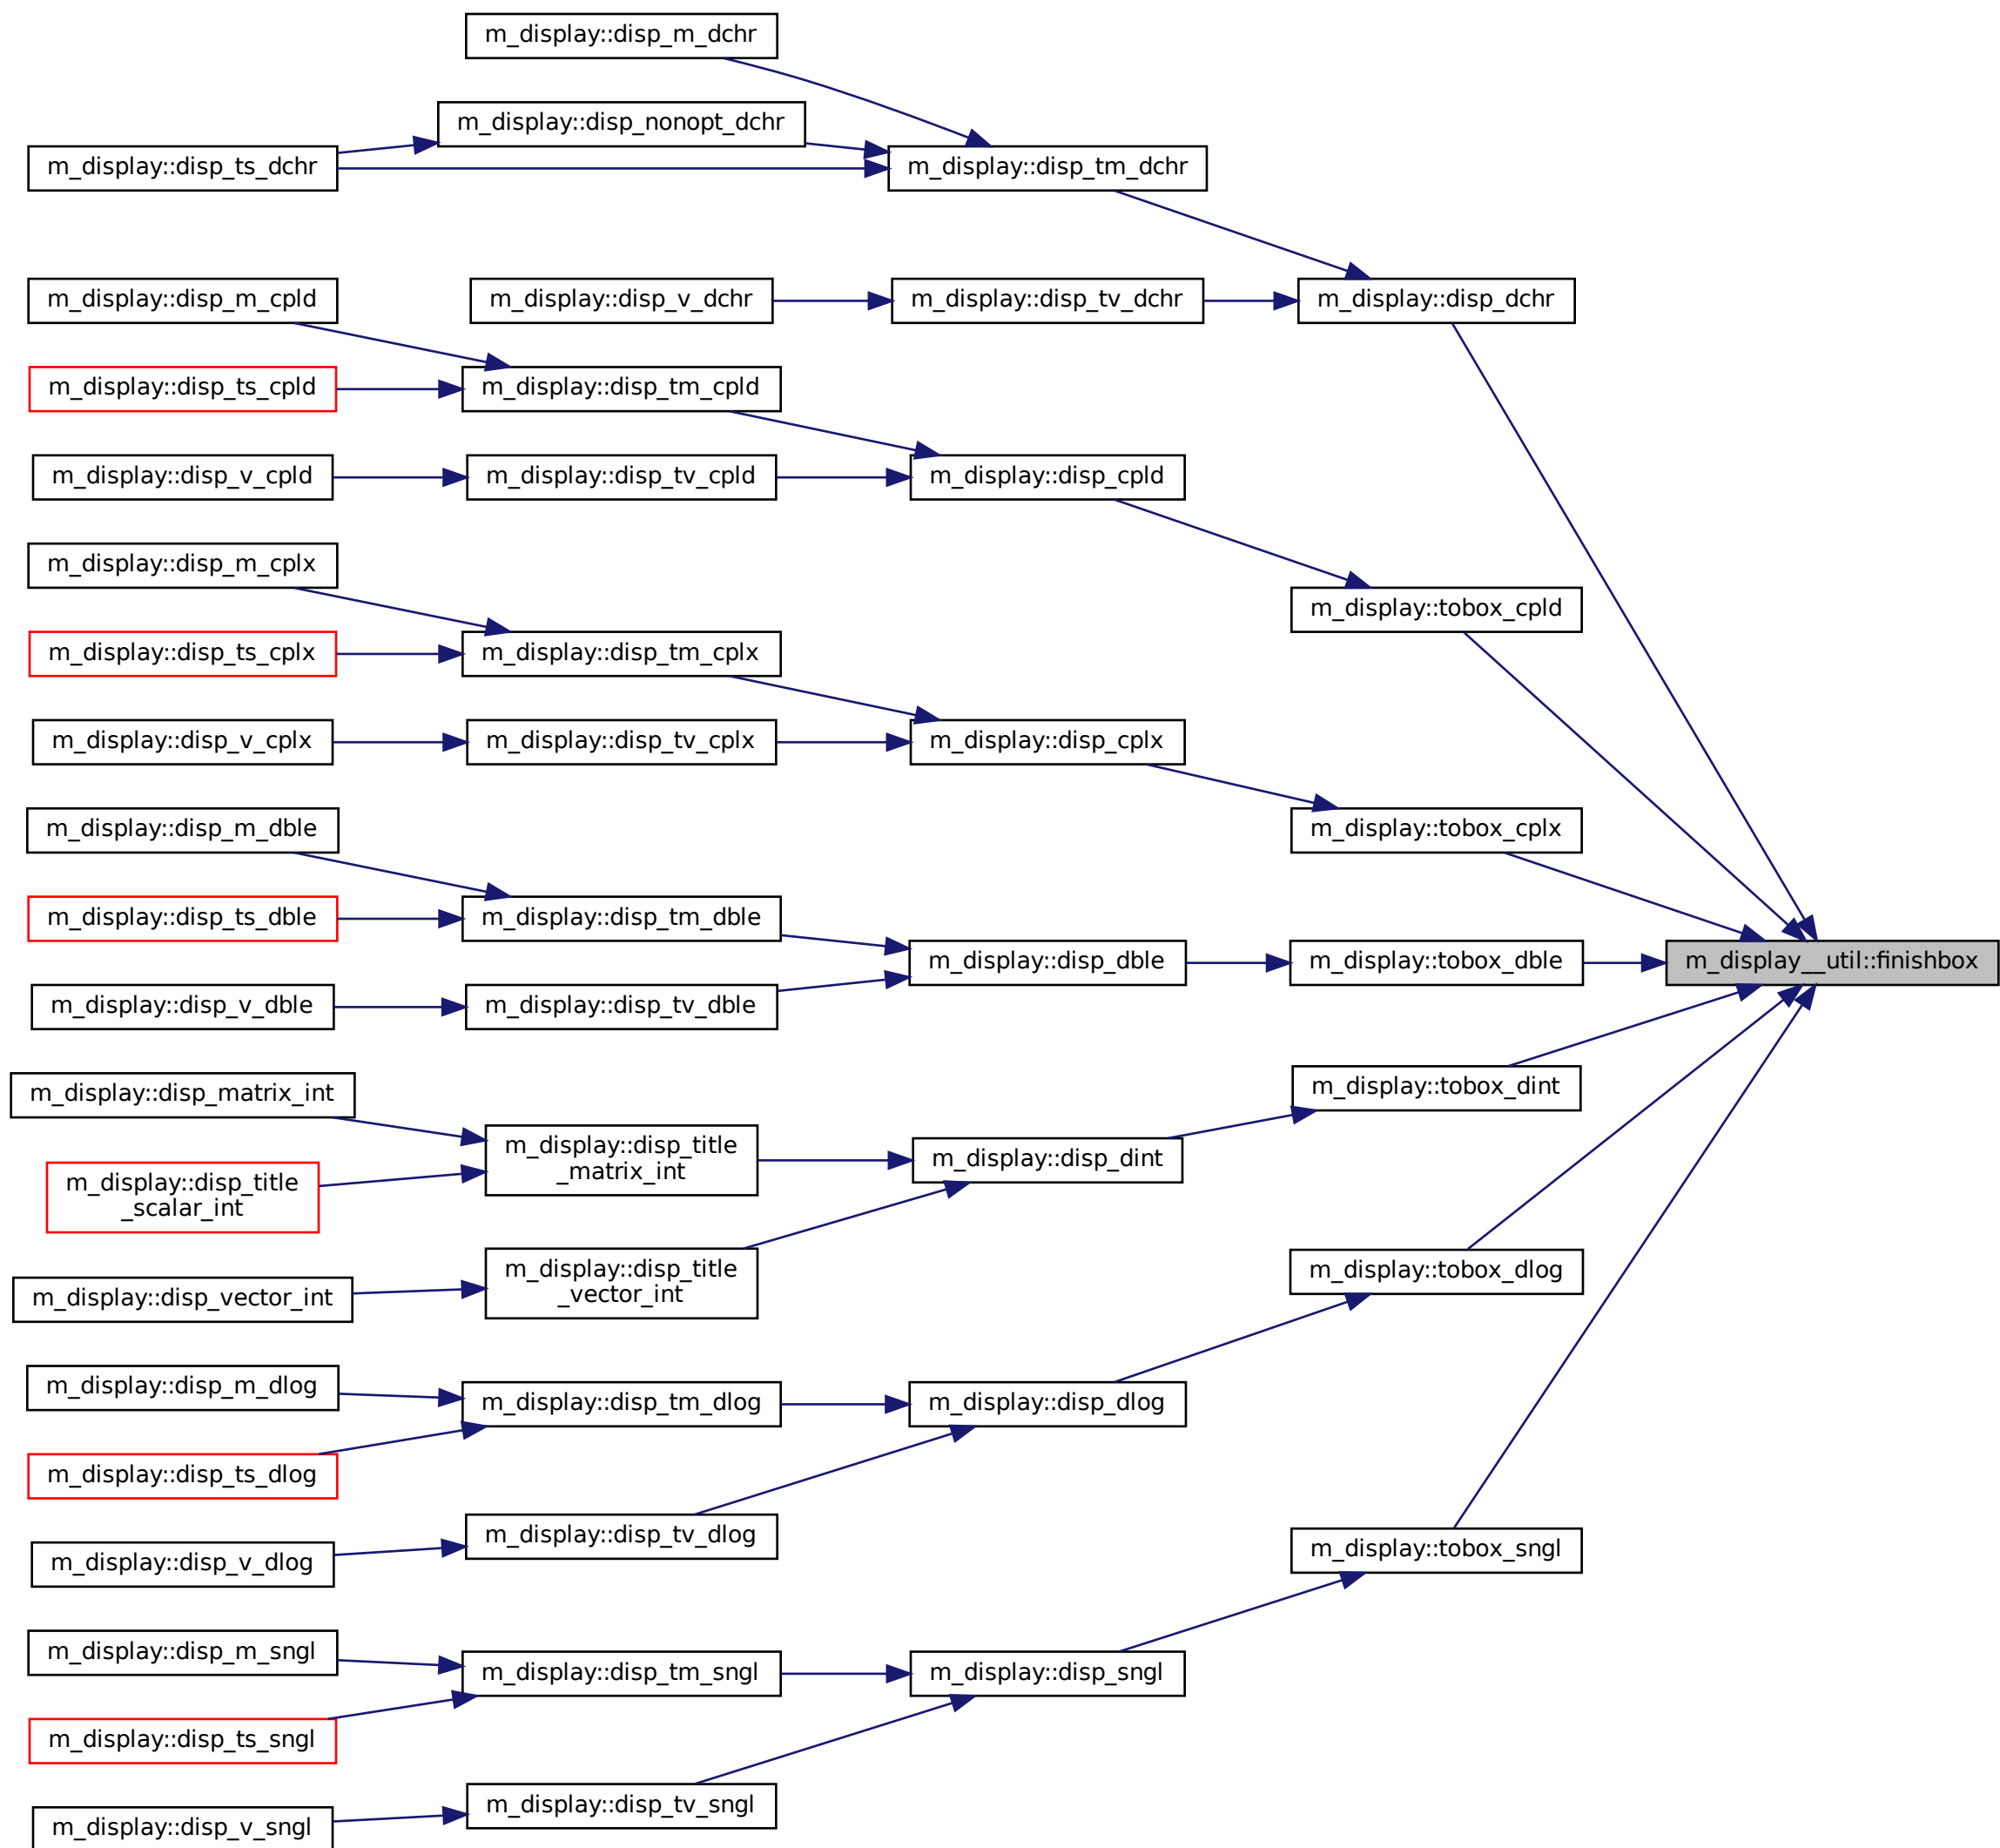 m_display::disp_m_dchr
m_display::disp_nonopt_dchr
m_display::disp_ts_dchr
m_display::disp_tm_dchr
m_display::disp_m_cpld
m_display::disp_v_dchr
m_display::disp_tv_dchr
m_display::disp_dchr
m_display::disp_ts_cpld
m_display::disp_tm_cpld
m_display::disp_v_cpld
m_display::disp_tv_cpld
m_display::disp_cpld
m_display::disp_m_cplx
m_display::tobox_cpld
m_display::disp_ts_cplx
m_display::disp_tm_cplx
m_display::disp_v_cplx
m_display::disp_tv_cplx
m_display::disp_cplx
m_display::disp_m_dble
m_display::tobox_cplx
m_display::disp_ts_dble
m_display::disp_tm_dble
m_display::disp_dble
m_display::tobox_dble
m_display__util::finishbox
m_display::disp_v_dble
m_display::disp_tv_dble
m_display::disp_matrix_int
m_display::tobox_dint
m_display::disp_title
_matrix_int
m_display::disp_dint
m_display::disp_title
_scalar_int
m_display::disp_title
_vector_int
m_display::tobox_dlog
m_display::disp_vector_int
m_display::disp_m_dlog
m_display::disp_tm_dlog
m_display::disp_dlog
m_display::disp_ts_dlog
m_display::disp_tv_dlog
m_display::disp_v_dlog
m_display::tobox_sngl
m_display::disp_m_sngl
m_display::disp_tm_sngl
m_display::disp_sngl
m_display::disp_ts_sngl
m_display::disp_tv_sngl
m_display::disp_v_sngl